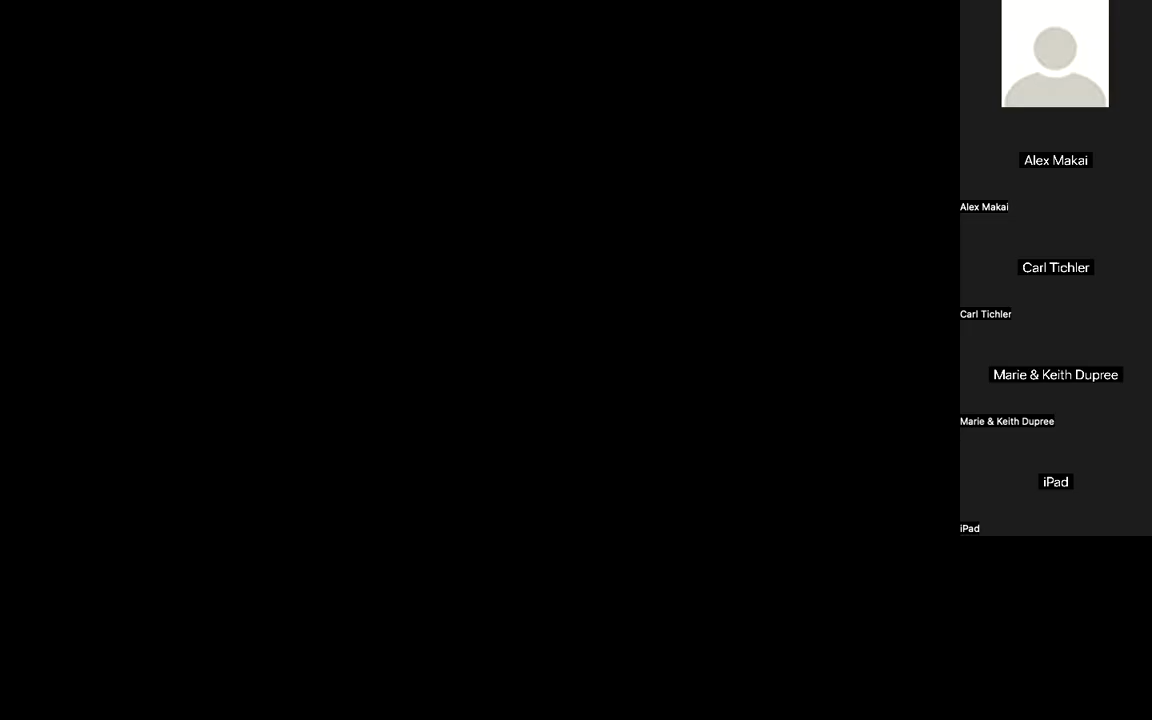 Alex Makai
Alex Makai
Carl Tichler
Carl Tichler
Marie & Keith Dupree
Marie & Keith Dupree
iPad
iPad